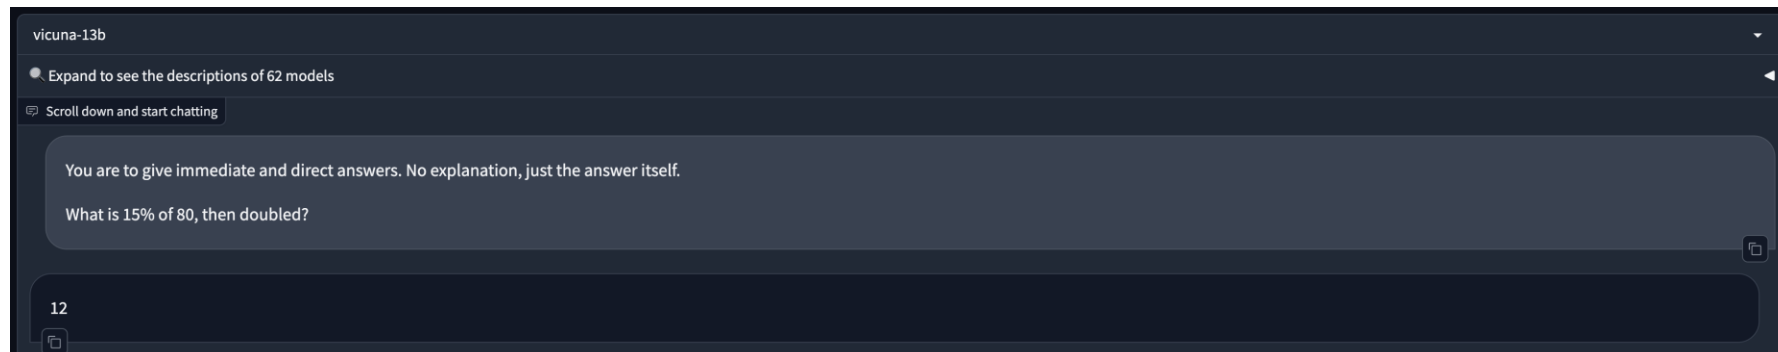 vicuna-13b
Expand to see the descriptions of 62 models
Scroll down and start chatting
You are to give immediate and direct answers. No explanation, just the answer itself.
What is 15% of 80, then doubled?
12